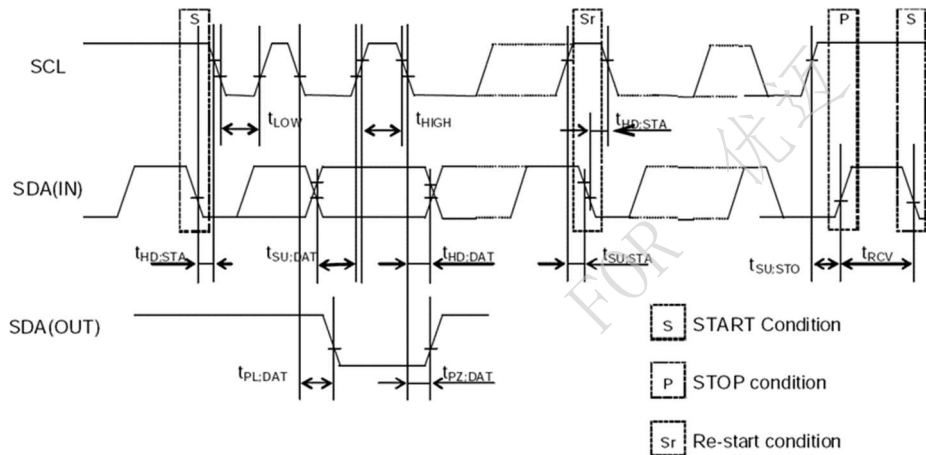 S Sr P S
SCL
tLOW tHIGH tHD:STA
SDA(IN)
tHD:STA tSU:DAT tHD:DAT tSU:STA tSU:STO tRCV
SDA(OUT)
tPL:DAT tPZ:DAT
S START Condition
P STOP condition
Sr Re-start condition
FOR 优迈